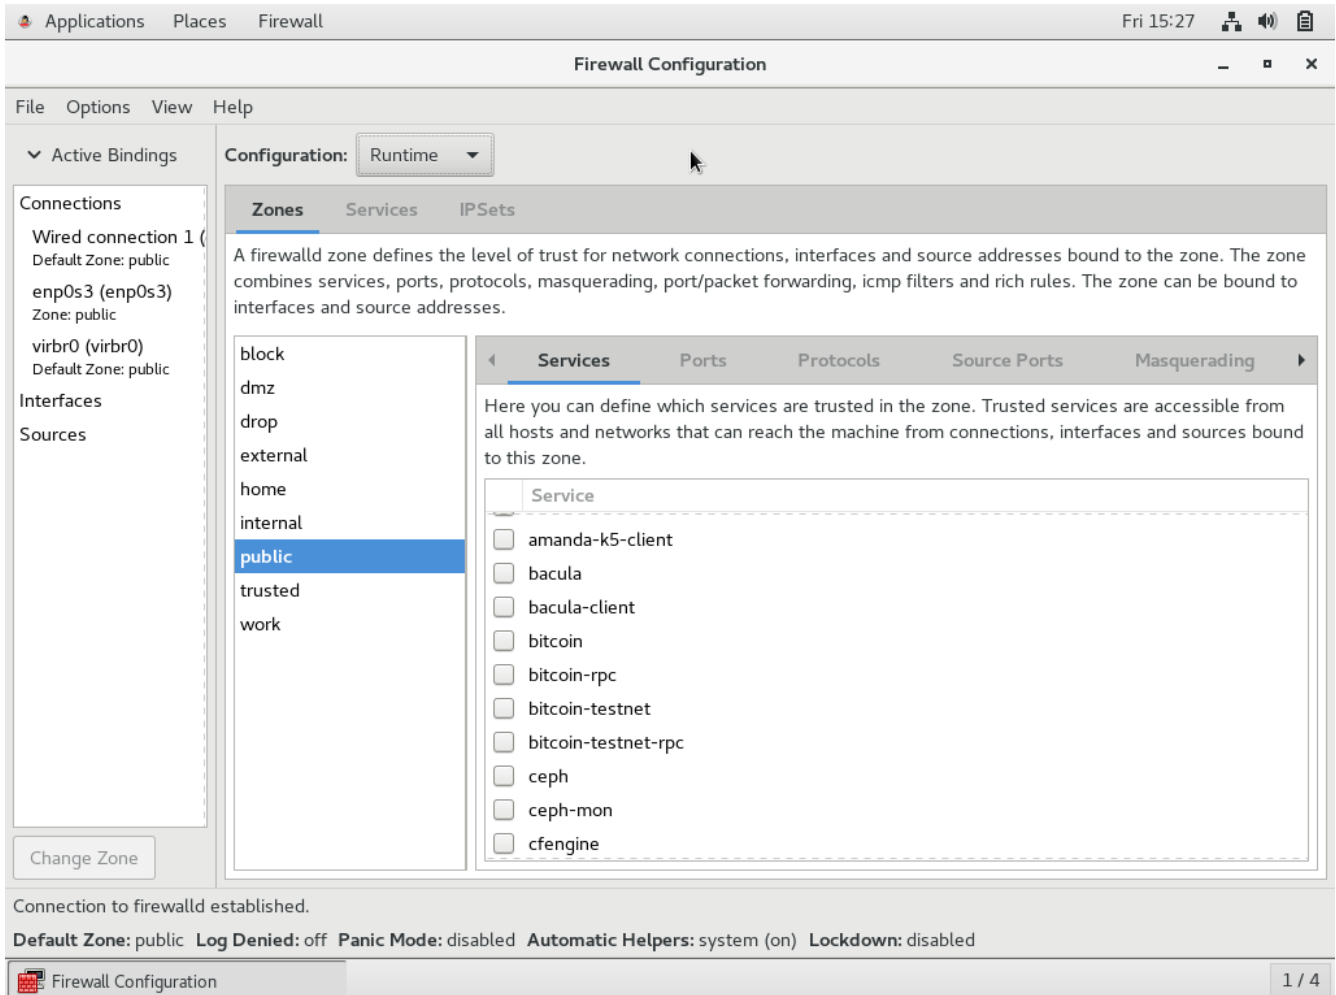 Applications Places Firewall Fri 15:27
Firewall Configuration
File Options View Help
Active Bindings
Configuration: Runtime
Connections
Wired connection 1 (
Default Zone: public
enp0s3 (enp0s3)
Zone: public
virbr0 (virbr0)
Default Zone: public
Interfaces
Sources
Change Zone
Zones Services IPSets
A firewalld zone defines the level of trust for network connections, interfaces and source addresses bound to the zone. The zone
combines services, ports, protocols, masquerading, port/packet forwarding, icmp filters and rich rules. The zone can be bound to
interfaces and source addresses.
block
dmz
drop
external
home
internal
public
trusted
work
Services Ports Protocols Source Ports Masquerading
Here you can define which services are trusted in the zone. Trusted services are accessible from
all hosts and networks that can reach the machine from connections, interfaces and sources bound
to this zone.
Service
amanda-k5-client
bacula
bacula-client
bitcoin
bitcoin-rpc
bitcoin-testnet
bitcoin-testnet-rpc
ceph
ceph-mon
cfengine
Connection to firewalld established.
Default Zone: public Log Denied: off Panic Mode: disabled Automatic Helpers: system (on) Lockdown: disabled
Firewall Configuration 1 / 4